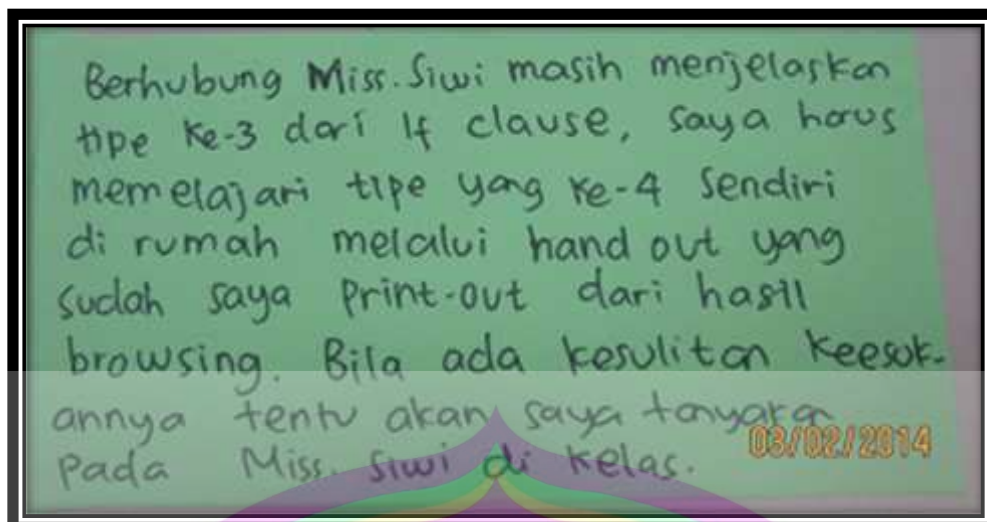 Berhubung Miss. Siwi masih menjelaskan
tipe ke-3 dari If clause, saya harus
memelajari tipe yang ke-4 sendiri
di rumah melalui hand out yang
sudah saya Print-out dari hasil
browsing. Bila ada kesulitan keesok-
annya tentu akan saya tanyakan
pada Miss. Siwi di kelas.
03/02/2014